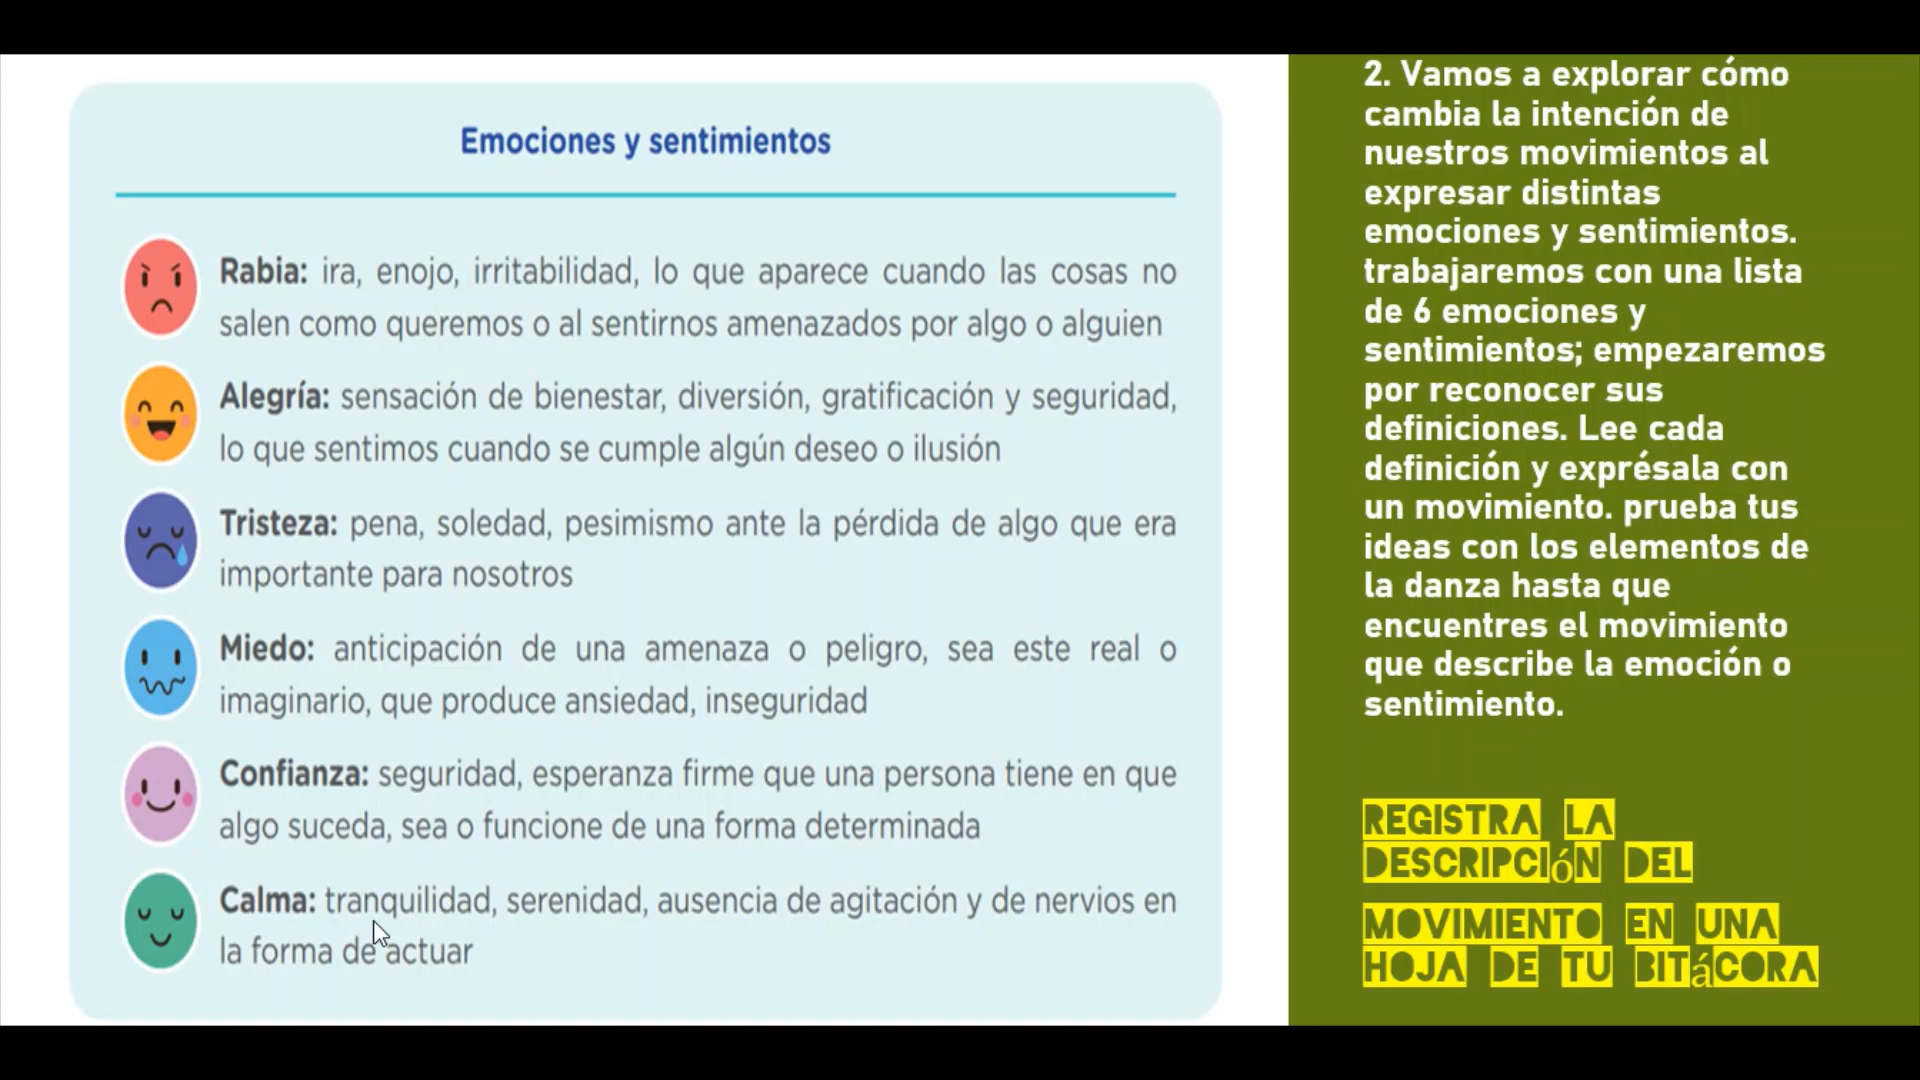 Emociones y sentimientos
Rabia: ira, enojo, irritabilidad, lo que aparece cuando las cosas no
salen como queremos o al sentirnos amenazados por algo o alguien
Alegría: sensación de bienestar, diversión, gratificación y seguridad,
lo que sentimos cuando se cumple algún deseo o ilusión
Tristeza: pena, soledad, pesimismo ante la pérdida de algo que era
importante para nosotros
Miedo: anticipación de una amenaza o peligro, sea este real o
imaginario, que produce ansiedad, inseguridad
Confianza: seguridad, esperanza firme que una persona tiene en que
algo suceda, sea o funcione de una forma determinada
Calma: tranquilidad, serenidad, ausencia de agitación y de nervios en
la forma de actuar
2. Vamos a explorar cómo
cambia la intención de
nuestros movimientos al
expresar distintas
emociones y sentimientos.
trabajaremos con una lista
de 6 emociones y
sentimientos; empezaremos
por reconocer sus
definiciones. Lee cada
definición y exprésala con
un movimiento. prueba tus
ideas con los elementos de
la danza hasta que
encuentres el movimiento
que describe la emoción o
sentimiento.
REGISTRA LA
DESCRIPCIóN DEL
MOVIMIENTO EN UNA
HOJA DE TU BITáCORA